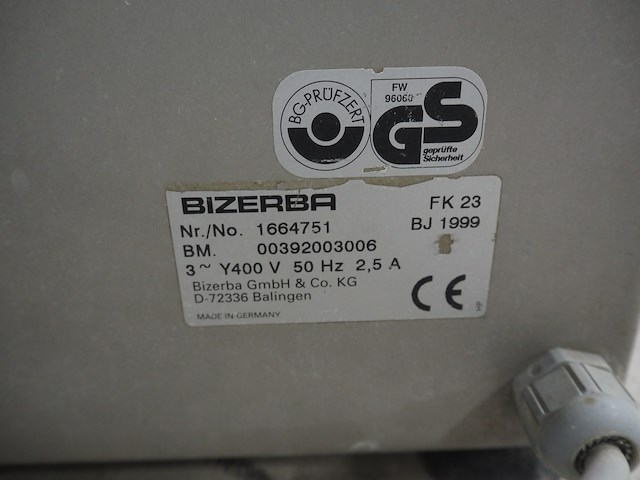 BG-PRÜFZERT
FW
96060
GS
geprüfte
Sicherheit
BIZERBA FK 23
Nr./No. 1664751 BJ 1999
BM. 00392003006
3~ Y400 V 50 Hz 2,5 A
Bizerba GmbH & Co. KG
D-72336 Balingen
CE
MADE IN GERMANY